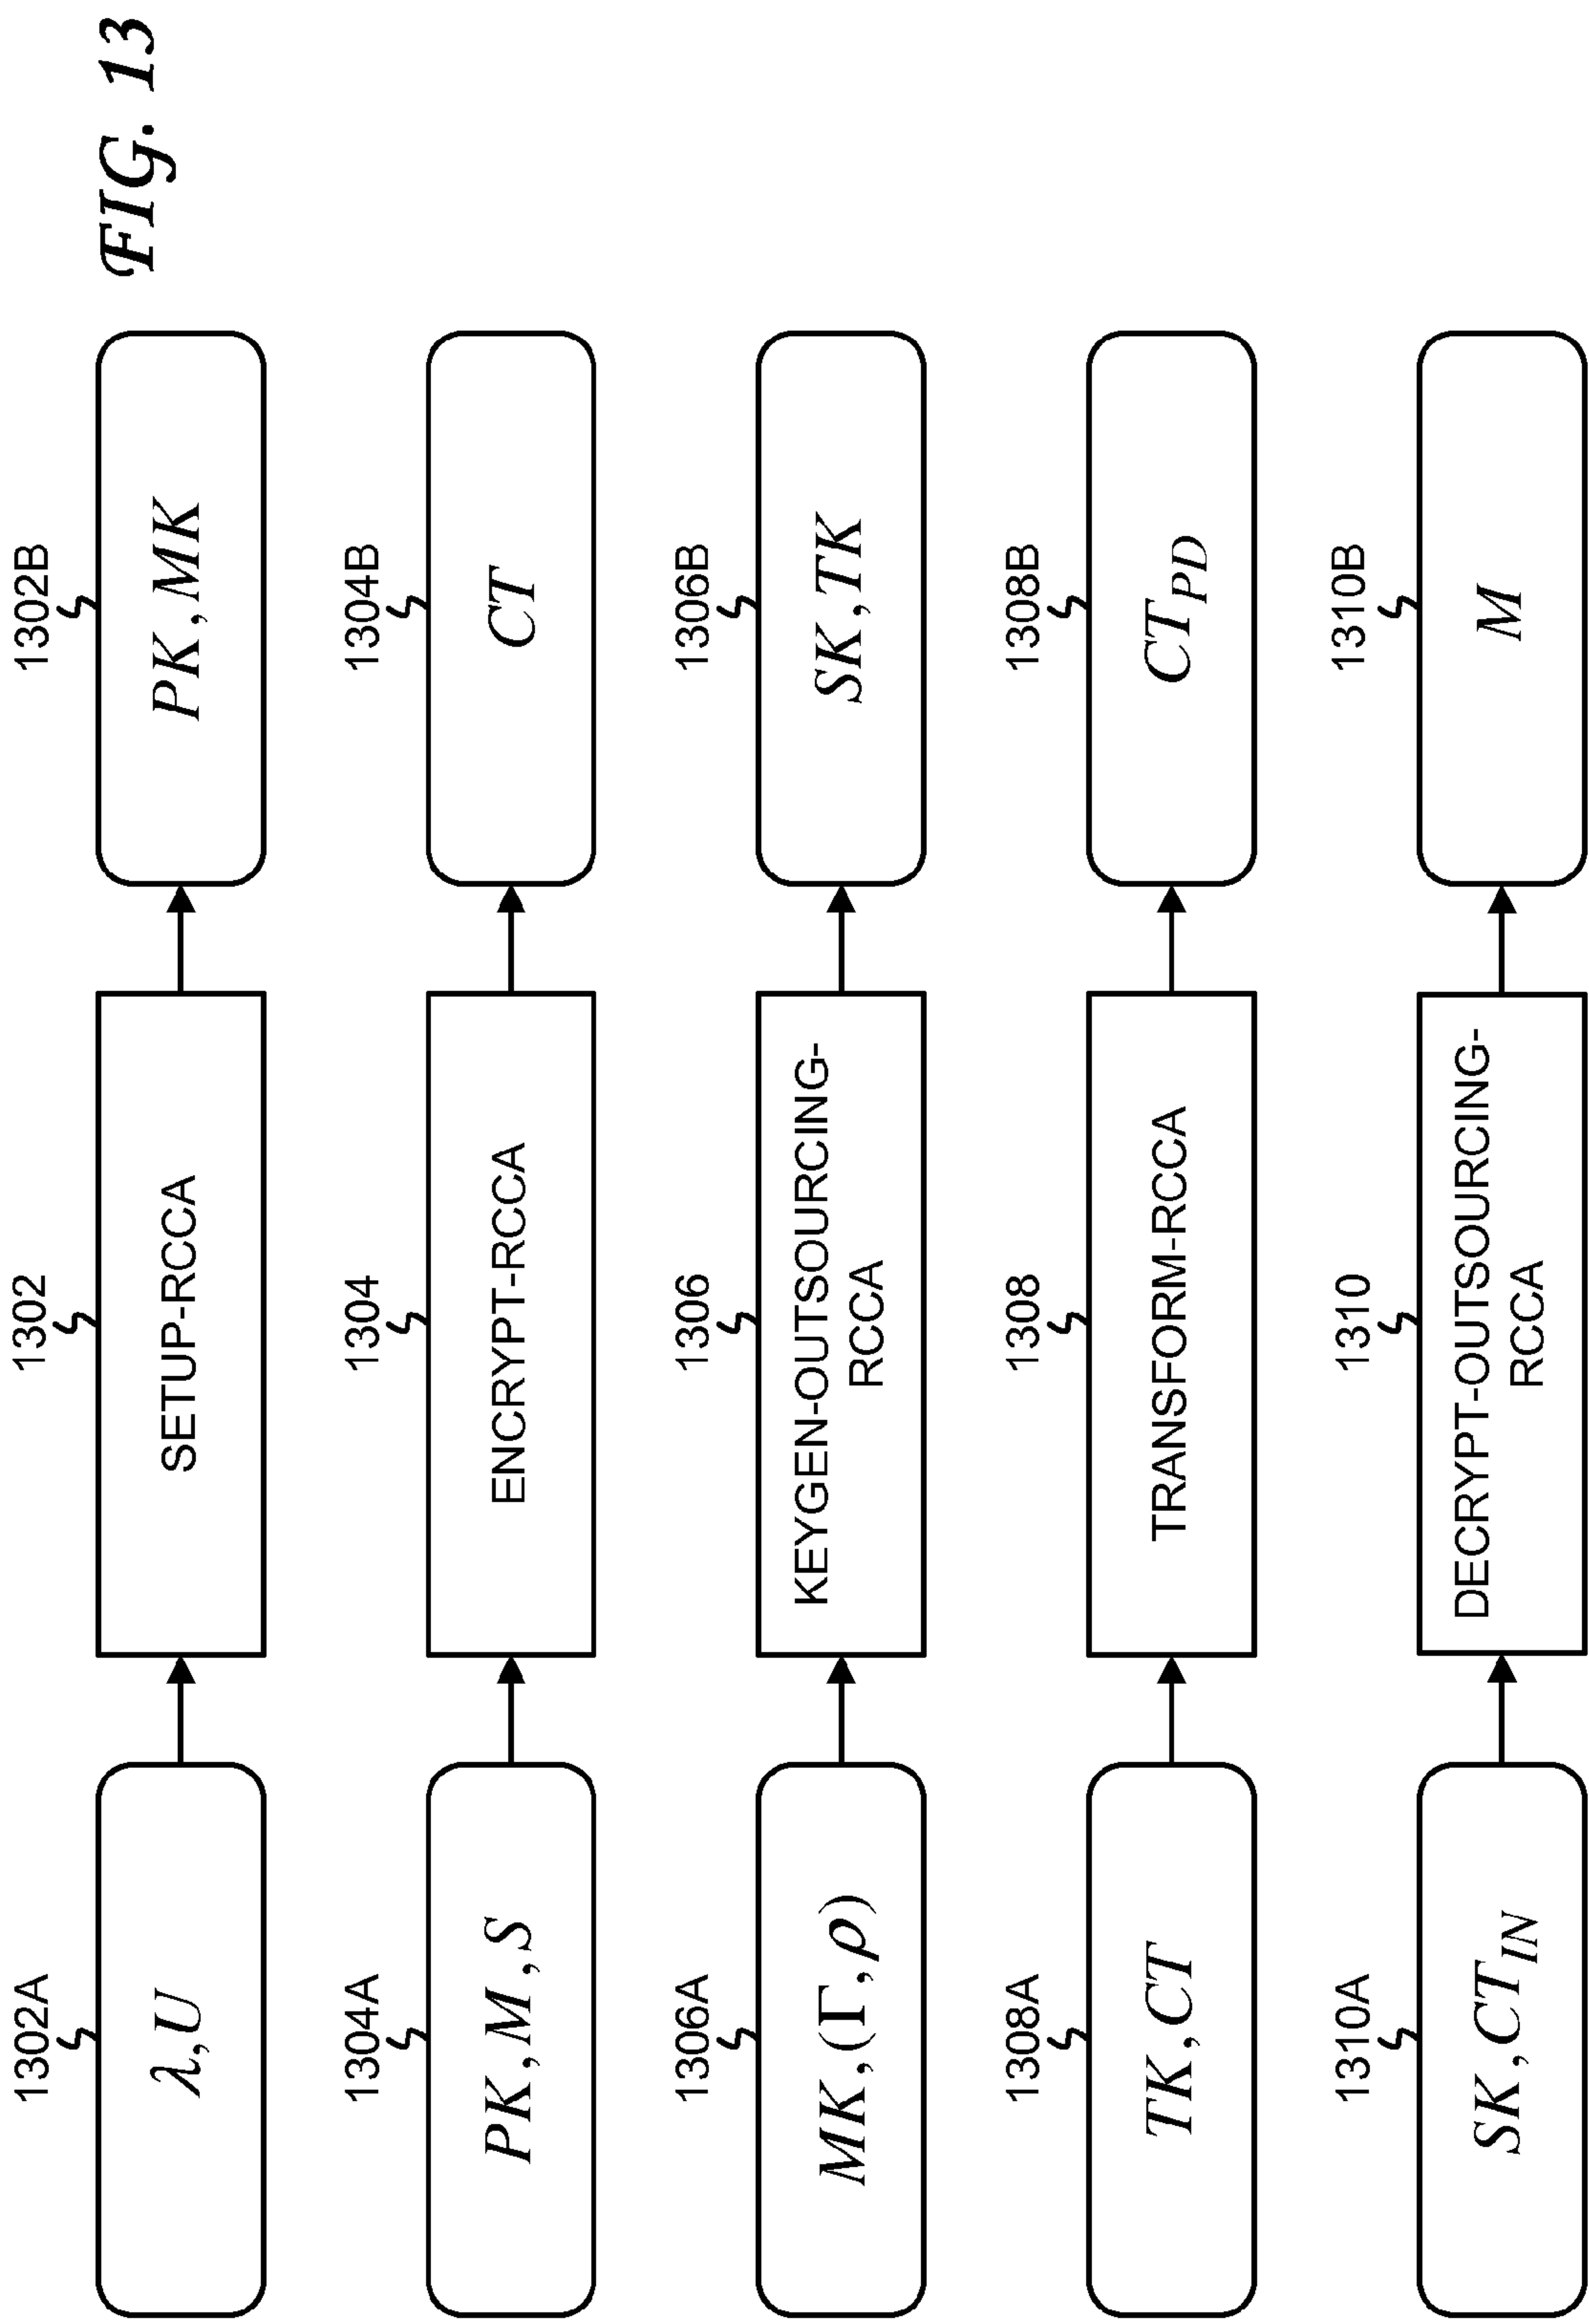 FIG. 13
1302A
λ,U
1302
SETUP-RCCA
1302B
PK,MK
1304A
PK,M,S
1304
ENCRYPT-RCCA
1304B
CT
1306A
MK,(Γ,ρ)
1306
KEYGEN-OUTSOURCING-
RCCA
1306B
SK,TK
1308A
TK,CT
1308
TRANSFORM-RCCA
1308B
CT_PD
1310A
SK,CT_IN
1310
DECRYPT-OUTSOURCING-
RCCA
1310B
M